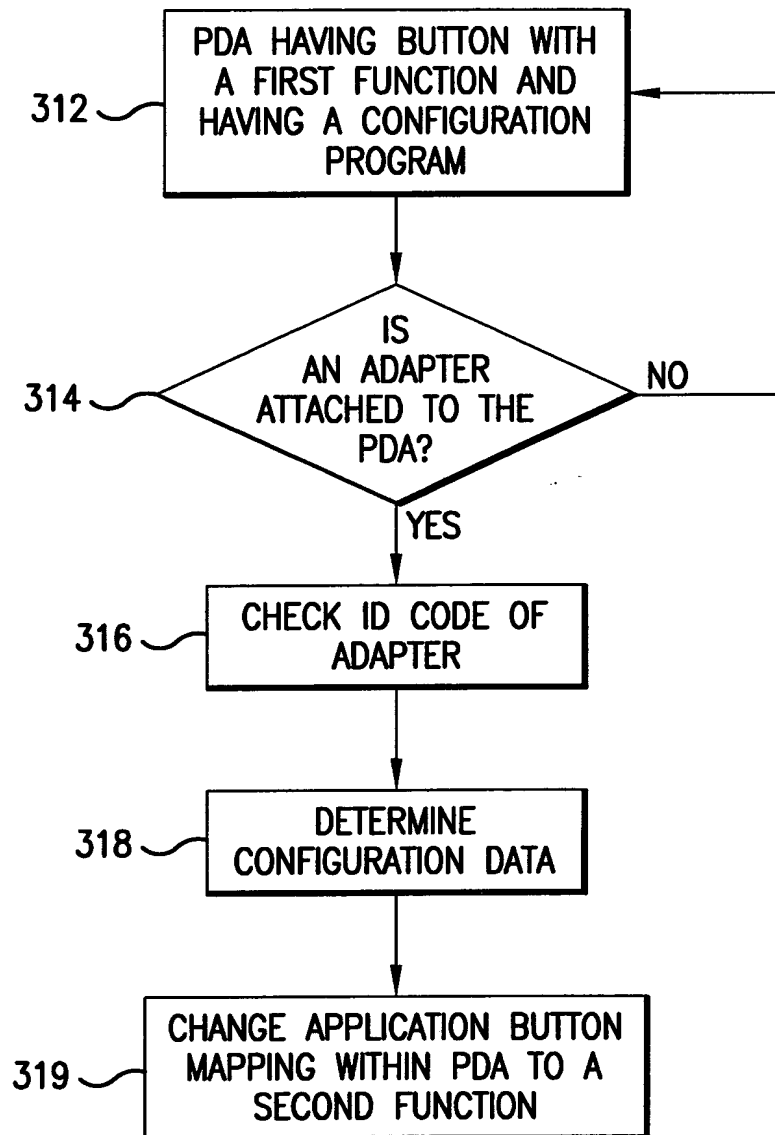 PDA HAVING BUTTON WITH
A FIRST FUNCTION AND
HAVING A CONFIGURATION
PROGRAM
312
IS
AN ADAPTER
ATTACHED TO THE
PDA?
314
NO
YES
CHECK ID CODE OF
ADAPTER
316
DETERMINE
CONFIGURATION DATA
318
CHANGE APPLICATION BUTTON
MAPPING WITHIN PDA TO A
SECOND FUNCTION
319